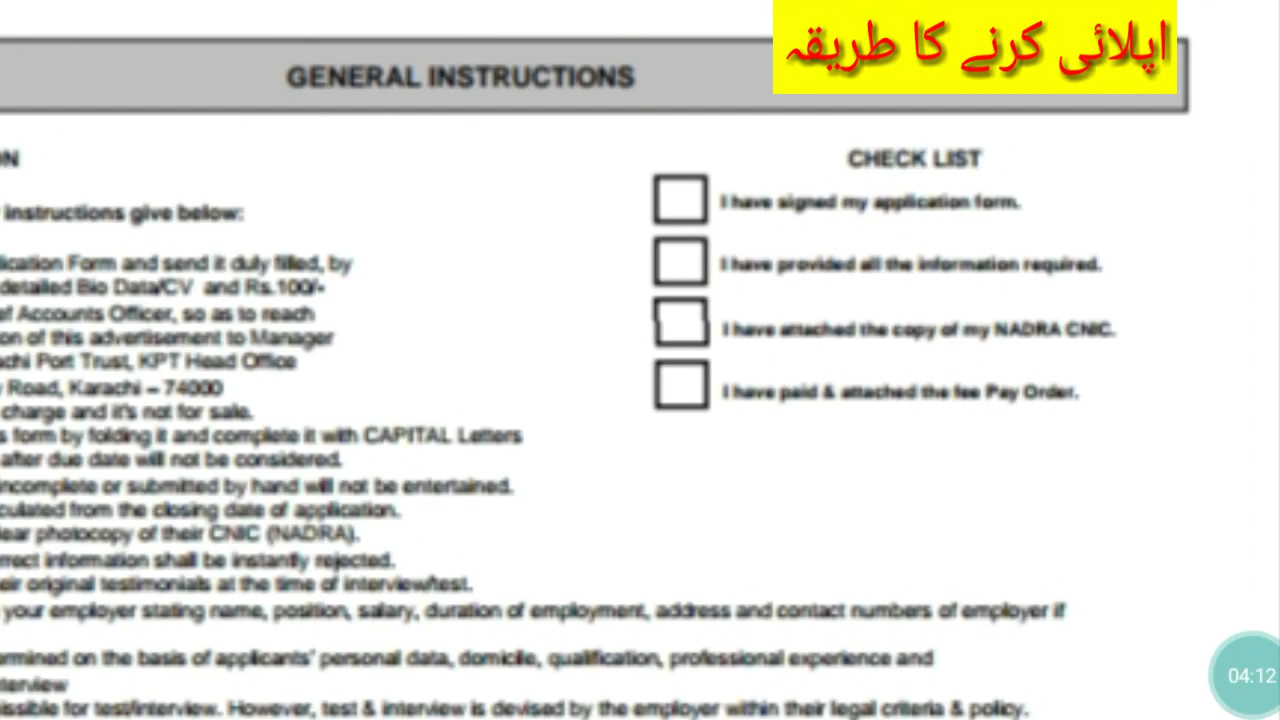 اپلائی کرنے کا طریقہ
GENERAL INSTRUCTIONS
ON
instructions give below:
lication Form and send it duly filled, by
detailed Bio Data/CV and Rs.100/-
ef Accounts Officer, so as to reach
on of this advertisement to Manager
achi Port Trust, KPT Head Office
Road, Karachi – 74000
charge and it's not for sale.
s form by folding it and complete it with CAPITAL Letters
after due date will not be considered.
incomplete or submitted by hand will not be entertained.
culated from the closing date of application.
lear photocopy of their CNIC (NADRA).
rrect information shall be instantly rejected.
eir original testimonials at the time of interview/test.
your employer stating name, position, salary, duration of employment, address and contact numbers of employer if
ermined on the basis of applicants' personal data, domicile, qualification, professional experience and
nterview
issible for test/interview. However, test & interview is devised by the employer within their legal criteria & policy.
CHECK LIST
I have signed my application form.
I have provided all the information required.
I have attached the copy of my NADRA CNIC.
I have paid & attached the fee Pay Order.
04:12